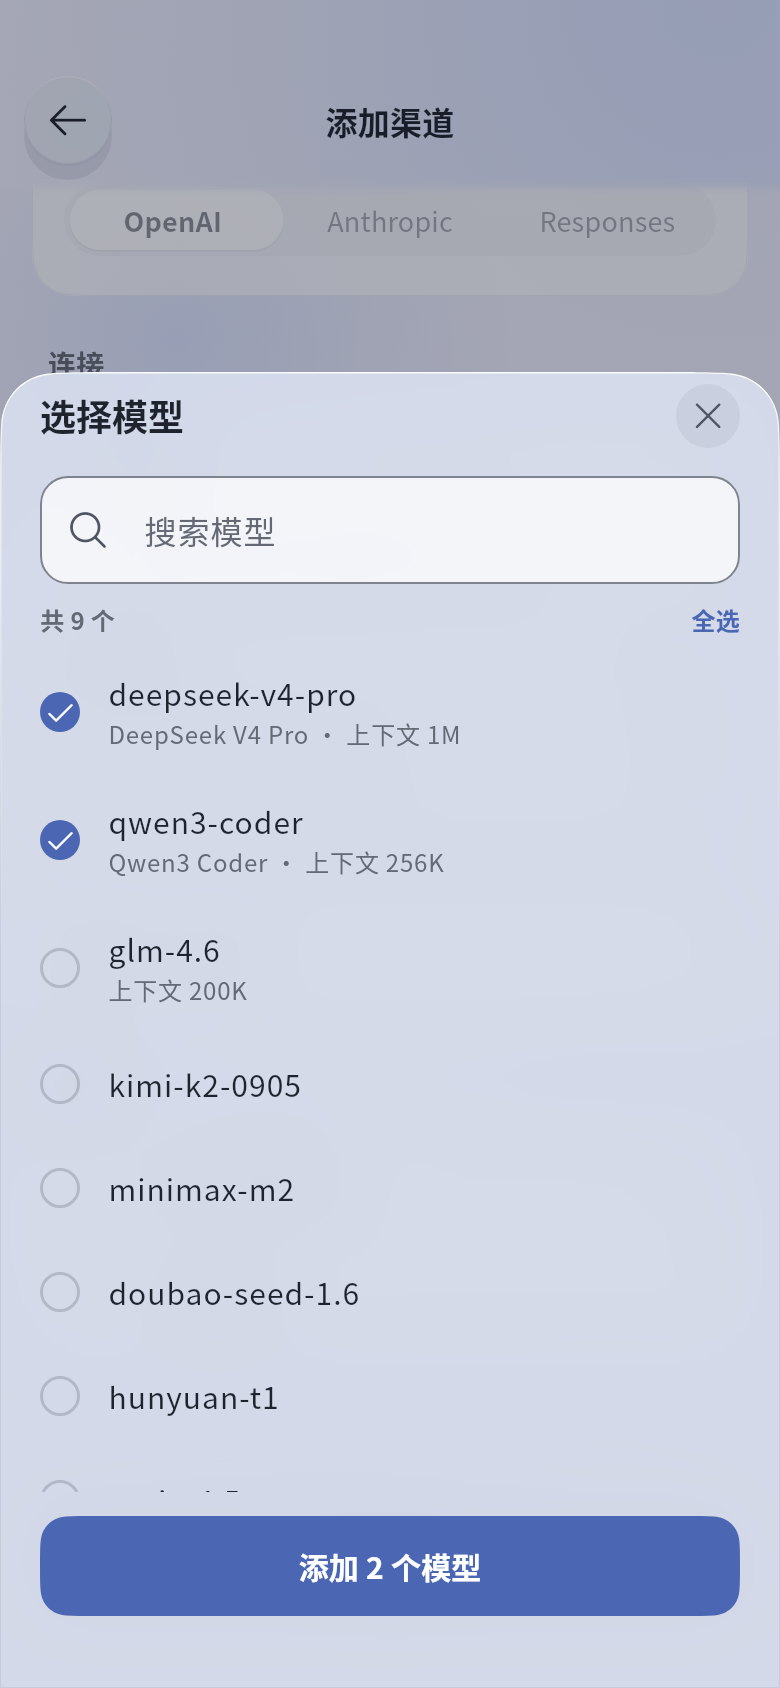 添加渠道
OpenAI Anthropic Responses
连接
选择模型
搜索模型
共 9 个 全选
deepseek-v4-pro
DeepSeek V4 Pro · 上下文 1M
qwen3-coder
Qwen3 Coder · 上下文 256K
glm-4.6
上下文 200K
kimi-k2-0905
minimax-m2
doubao-seed-1.6
hunyuan-t1
添加 2 个模型